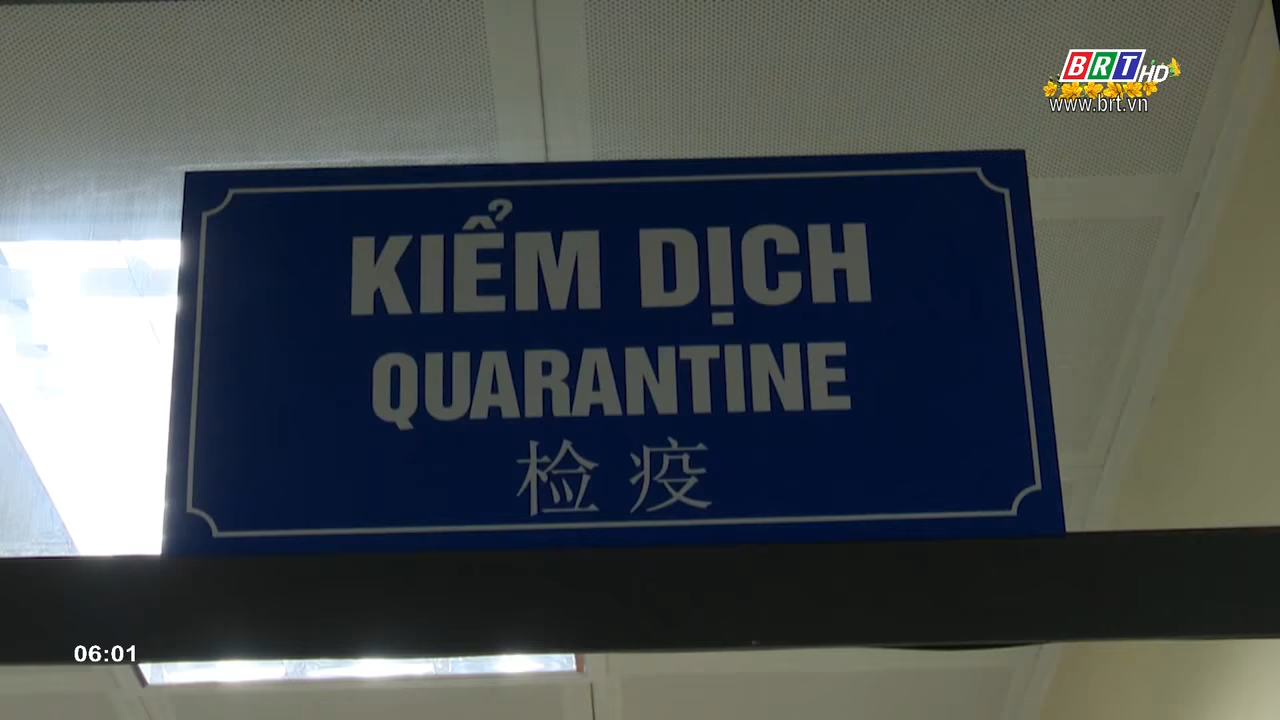 BRT HD
www.brt.vn
KIỂM DỊCH
QUARANTINE
检疫
06:01